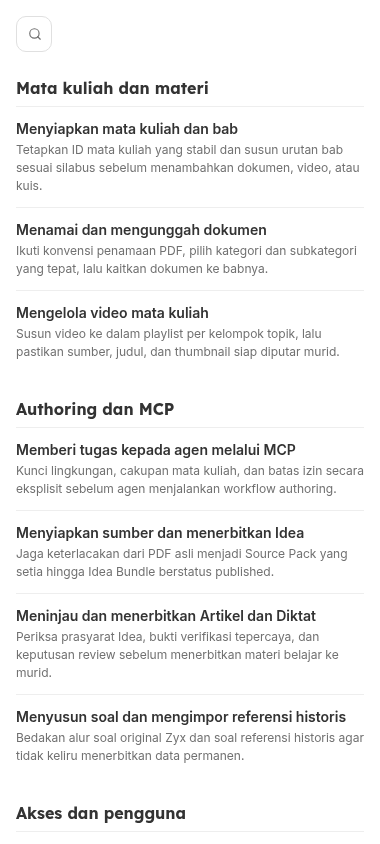 Mata kuliah dan materi
Menyiapkan mata kuliah dan bab
Tetapkan ID mata kuliah yang stabil dan susun urutan bab
sesuai silabus sebelum menambahkan dokumen, video, atau
kuis.
Menamai dan mengunggah dokumen
Ikuti konvensi penamaan PDF, pilih kategori dan subkategori
yang tepat, lalu kaitkan dokumen ke babnya.
Mengelola video mata kuliah
Susun video ke dalam playlist per kelompok topik, lalu
pastikan sumber, judul, dan thumbnail siap diputar murid.
Authoring dan MCP
Memberi tugas kepada agen melalui MCP
Kunci lingkungan, cakupan mata kuliah, dan batas izin secara
eksplisit sebelum agen menjalankan workflow authoring.
Menyiapkan sumber dan menerbitkan Idea
Jaga keterlacakan dari PDF asli menjadi Source Pack yang
setia hingga Idea Bundle berstatus published.
Meninjau dan menerbitkan Artikel dan Diktat
Periksa prasyarat Idea, bukti verifikasi tepercaya, dan
keputusan review sebelum menerbitkan materi belajar ke
murid.
Menyusun soal dan mengimpor referensi historis
Bedakan alur soal original Zyx dan soal referensi historis agar
tidak keliru menerbitkan data permanen.
Akses dan pengguna